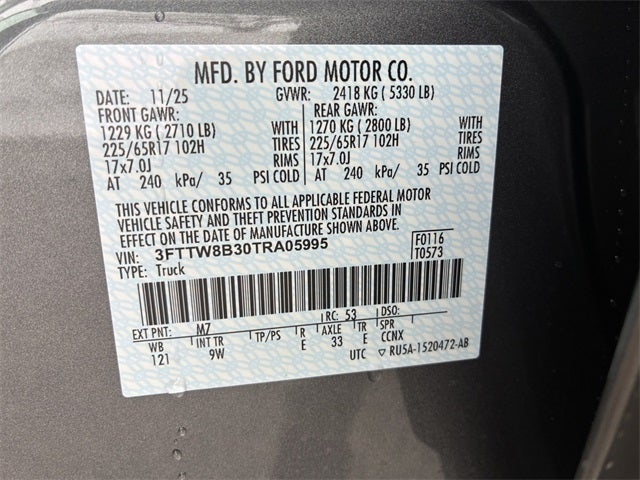 MFD. BY FORD MOTOR CO.
DATE: 11/25 GVWR: 2418 KG ( 5330 LB)
FRONT GAWR: REAR GAWR:
1229 KG ( 2710 LB) WITH 1270 KG ( 2800 LB) WITH
225/65R17 102H TIRES 225/65R17 102H TIRES
17x7.0J RIMS 17x7.0J RIMS
AT 240 kPa/ 35 PSI COLD AT 240 kPa/ 35 PSI COLD
THIS VEHICLE CONFORMS TO ALL APPLICABLE FEDERAL MOTOR
VEHICLE SAFETY AND THEFT PREVENTION STANDARDS IN
EFFECT ON THE DATE OF MANUFACTURE SHOWN ABOVE.
VIN: 3FTTW8B30TRA05995 F0116
TYPE: Truck T0573
EXT PNT: M7 RC: 53 DSO:
WB INT TR TP/PS R AXLE TR SPR
121 9W E 33 E CCNX
UTC ▽ RU5A-1520472-AB